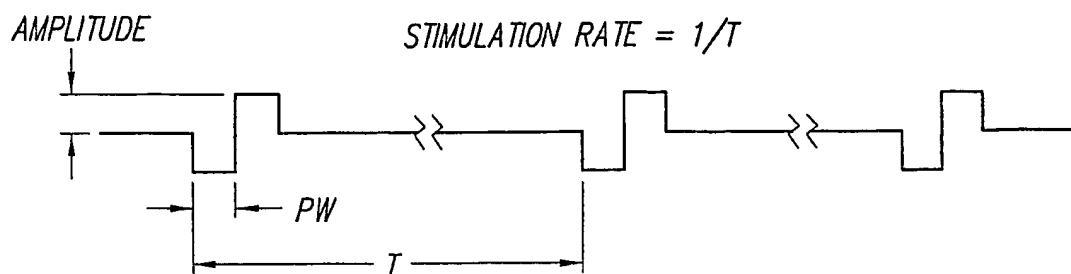 AMPLITUDE
STIMULATION RATE = 1/T
PW
T